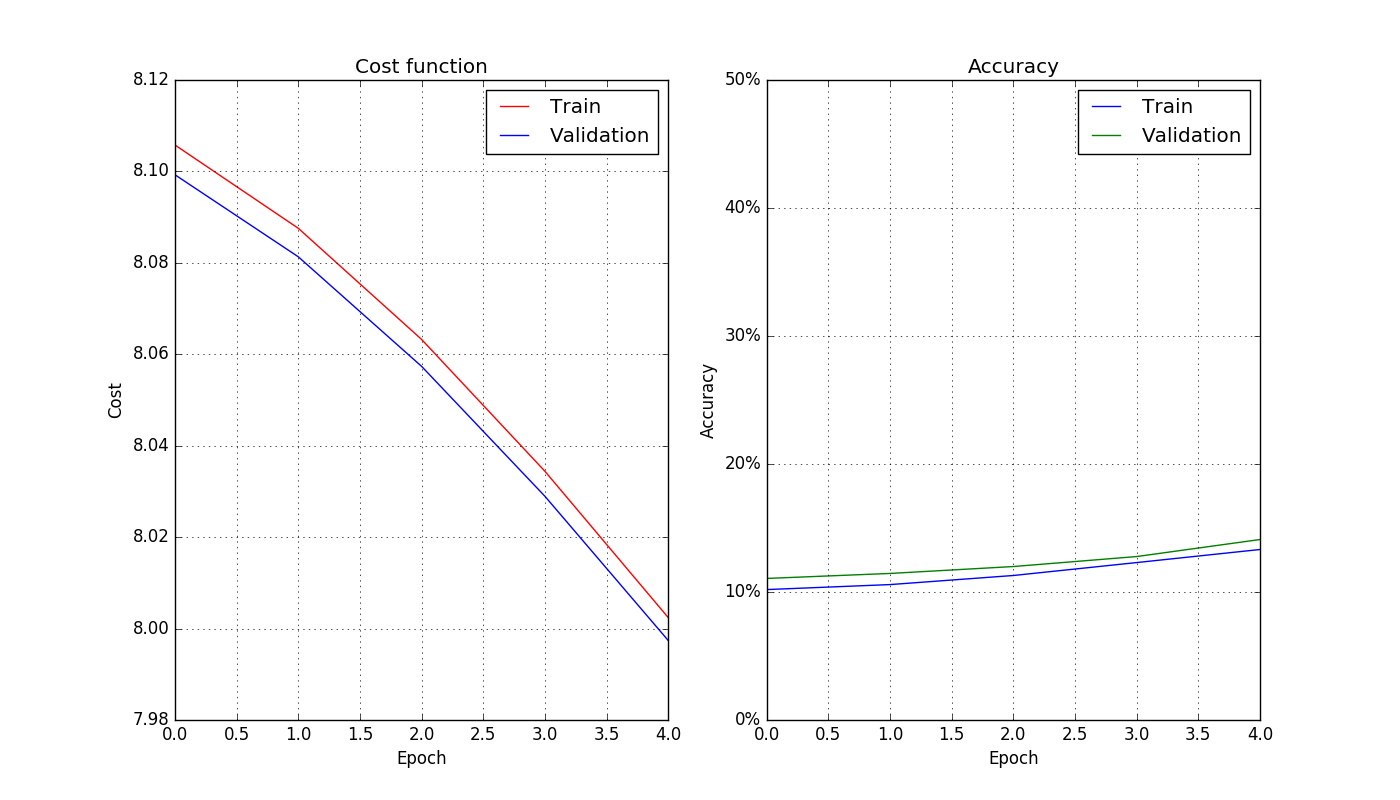 Cost function
8.12
8.10
8.08
8.06
8.04
8.02
8.00
7.98
Cost
0.0 0.5 1.0 1.5 2.0 2.5 3.0 3.5 4.0
Epoch
Train
Validation
Accuracy
50%
40%
30%
20%
10%
0%
Accuracy
0.0 0.5 1.0 1.5 2.0 2.5 3.0 3.5 4.0
Epoch
Train
Validation